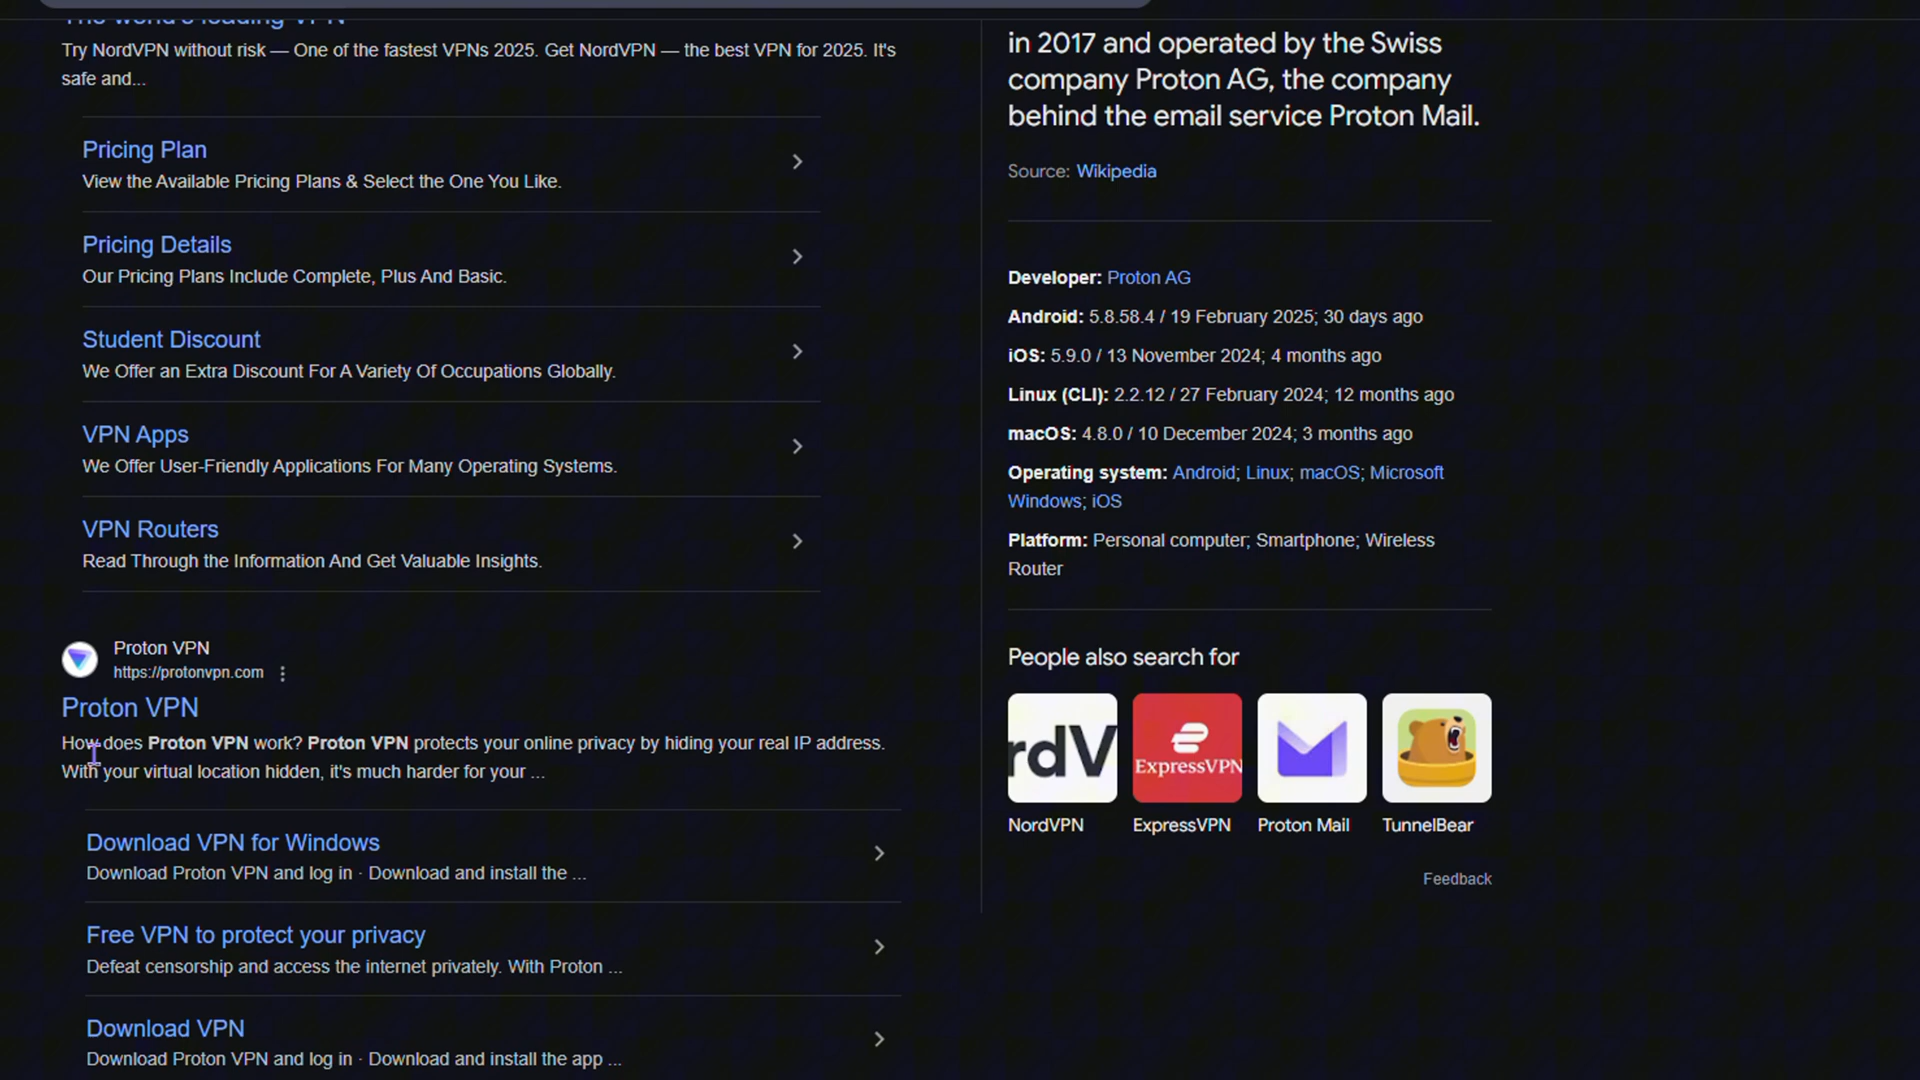 The world's leading VPN
Try NordVPN without risk — One of the fastest VPNs 2025. Get NordVPN — the best VPN for 2025. It's
safe and...
Pricing Plan
View the Available Pricing Plans & Select the One You Like.
Pricing Details
Our Pricing Plans Include Complete, Plus And Basic.
Student Discount
We Offer an Extra Discount For A Variety Of Occupations Globally.
VPN Apps
We Offer User-Friendly Applications For Many Operating Systems.
VPN Routers
Read Through the Information And Get Valuable Insights.
Proton VPN
https://protonvpn.com
Proton VPN
How does Proton VPN work? Proton VPN protects your online privacy by hiding your real IP address.
With your virtual location hidden, it's much harder for your ...
Download VPN for Windows
Download Proton VPN and log in · Download and install the ...
Free VPN to protect your privacy
Defeat censorship and access the internet privately. With Proton ...
Download VPN
Download Proton VPN and log in · Download and install the app ...
in 2017 and operated by the Swiss
company Proton AG, the company
behind the email service Proton Mail.
Source: Wikipedia
Developer: Proton AG
Android: 5.8.58.4 / 19 February 2025; 30 days ago
iOS: 5.9.0 / 13 November 2024; 4 months ago
Linux (CLI): 2.2.12 / 27 February 2024; 12 months ago
macOS: 4.8.0 / 10 December 2024; 3 months ago
Operating system: Android; Linux; macOS; Microsoft
Windows; iOS
Platform: Personal computer; Smartphone; Wireless
Router
People also search for
rdV
ExpressVPN
NordVPN
ExpressVPN
Proton Mail
TunnelBear
Feedback